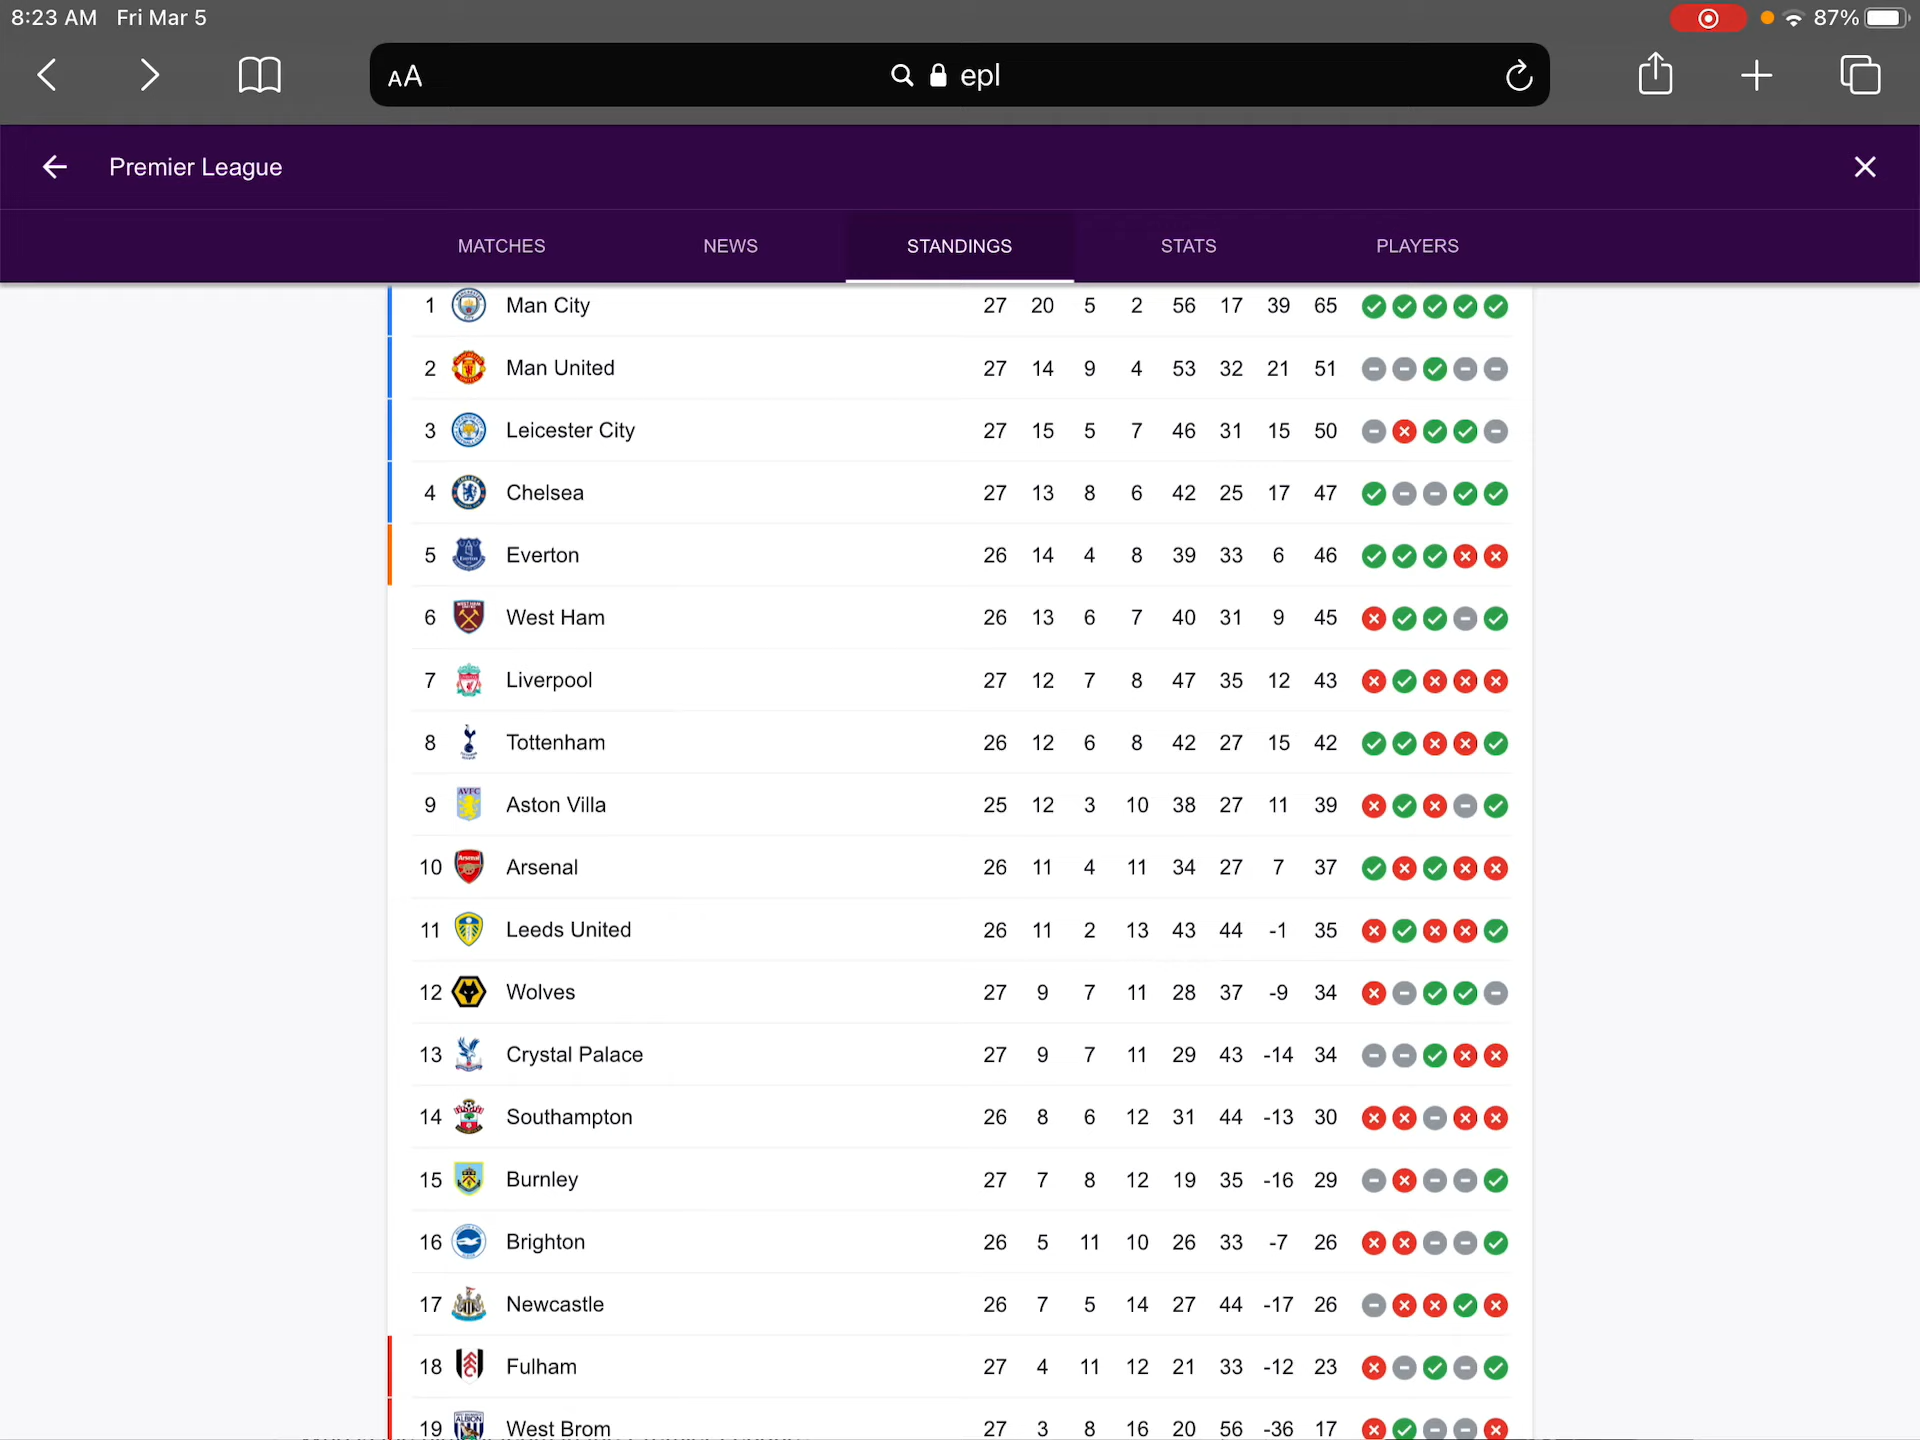 8:23 AM Fri Mar 5 87%
AA epl
Premier League
MATCHES NEWS STANDINGS STATS PLAYERS
1 Man City 27 20 5 2 56 17 39 65
2 Man United 27 14 9 4 53 32 21 51
3 Leicester City 27 15 5 7 46 31 15 50
4 Chelsea 27 13 8 6 42 25 17 47
5 Everton 26 14 4 8 39 33 6 46
6 West Ham 26 13 6 7 40 31 9 45
7 Liverpool 27 12 7 8 47 35 12 43
8 Tottenham 26 12 6 8 42 27 15 42
9 Aston Villa 25 12 3 10 38 27 11 39
10 Arsenal 26 11 4 11 34 27 7 37
11 Leeds United 26 11 2 13 43 44 -1 35
12 Wolves 27 9 7 11 28 37 -9 34
13 Crystal Palace 27 9 7 11 29 43 -14 34
14 Southampton 26 8 6 12 31 44 -13 30
15 Burnley 27 7 8 12 19 35 -16 29
16 Brighton 26 5 11 10 26 33 -7 26
17 Newcastle 26 7 5 14 27 44 -17 26
18 Fulham 27 4 11 12 21 33 -12 23
19 West Brom 27 3 8 16 20 56 -36 17